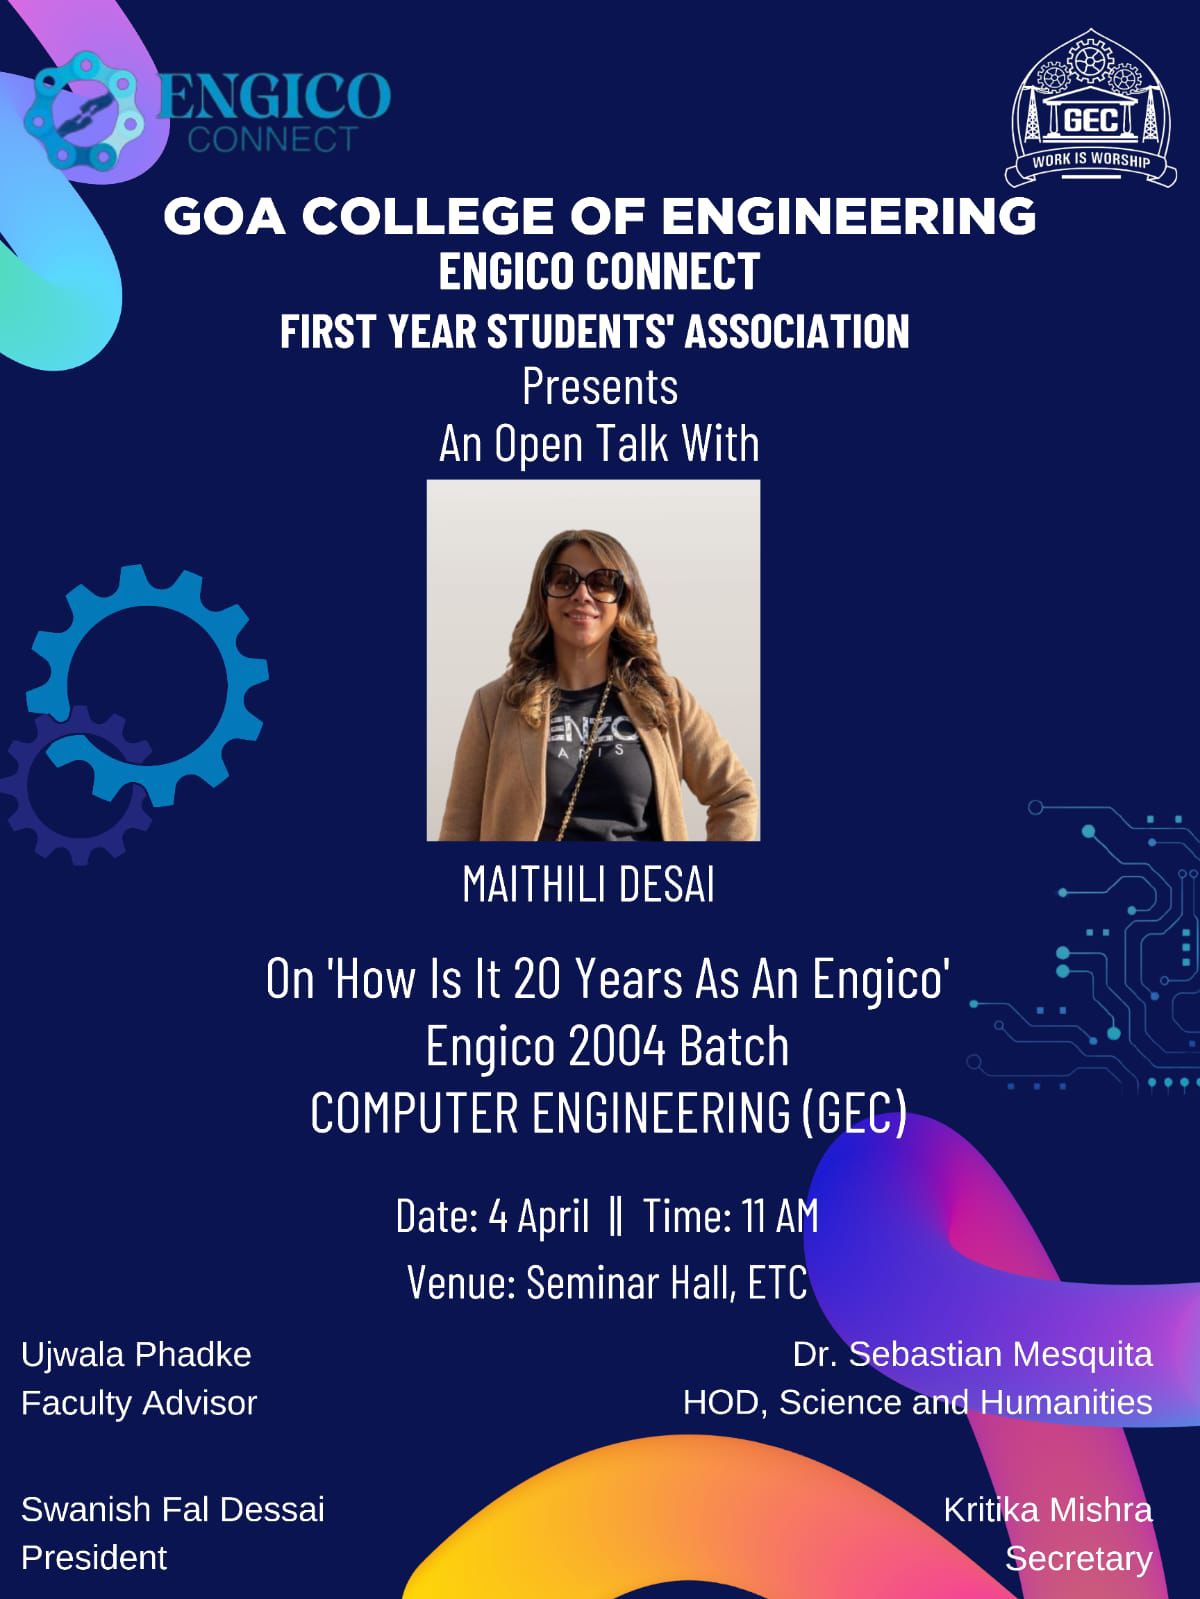 ENGICO
CONNECT
GEC
WORK IS WORSHIP
GOA COLLEGE OF ENGINEERING
ENGICO CONNECT
FIRST YEAR STUDENTS' ASSOCIATION
Presents
An Open Talk With
ENZO
PARIS
MAITHILI DESAI
On 'How Is It 20 Years As An Engico'
Engico 2004 Batch
COMPUTER ENGINEERING (GEC)
Date: 4 April || Time: 11 AM
Venue: Seminar Hall, ETC
Ujwala Phadke
Faculty Advisor
Dr. Sebastian Mesquita
HOD, Science and Humanities
Swanish Fal Dessai
President
Kritika Mishra
Secretary